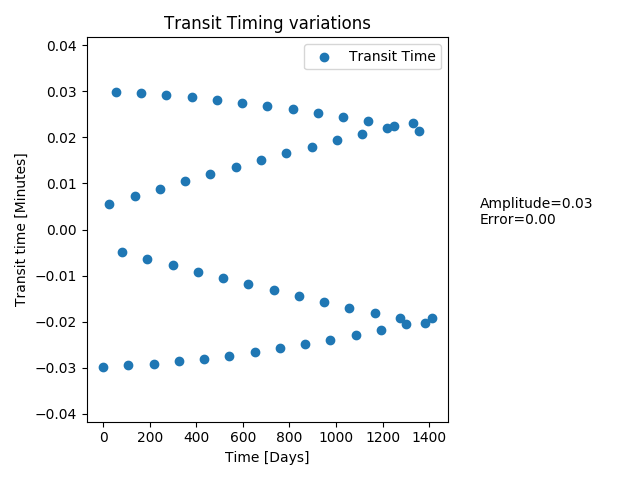 Transit Timing variations
Transit Time
Transit time [Minutes]
0.04
0.03
0.02
0.01
0.00
−0.01
−0.02
−0.03
−0.04
0 200 400 600 800 1000 1200 1400
Time [Days]
Amplitude=0.03
Error=0.00